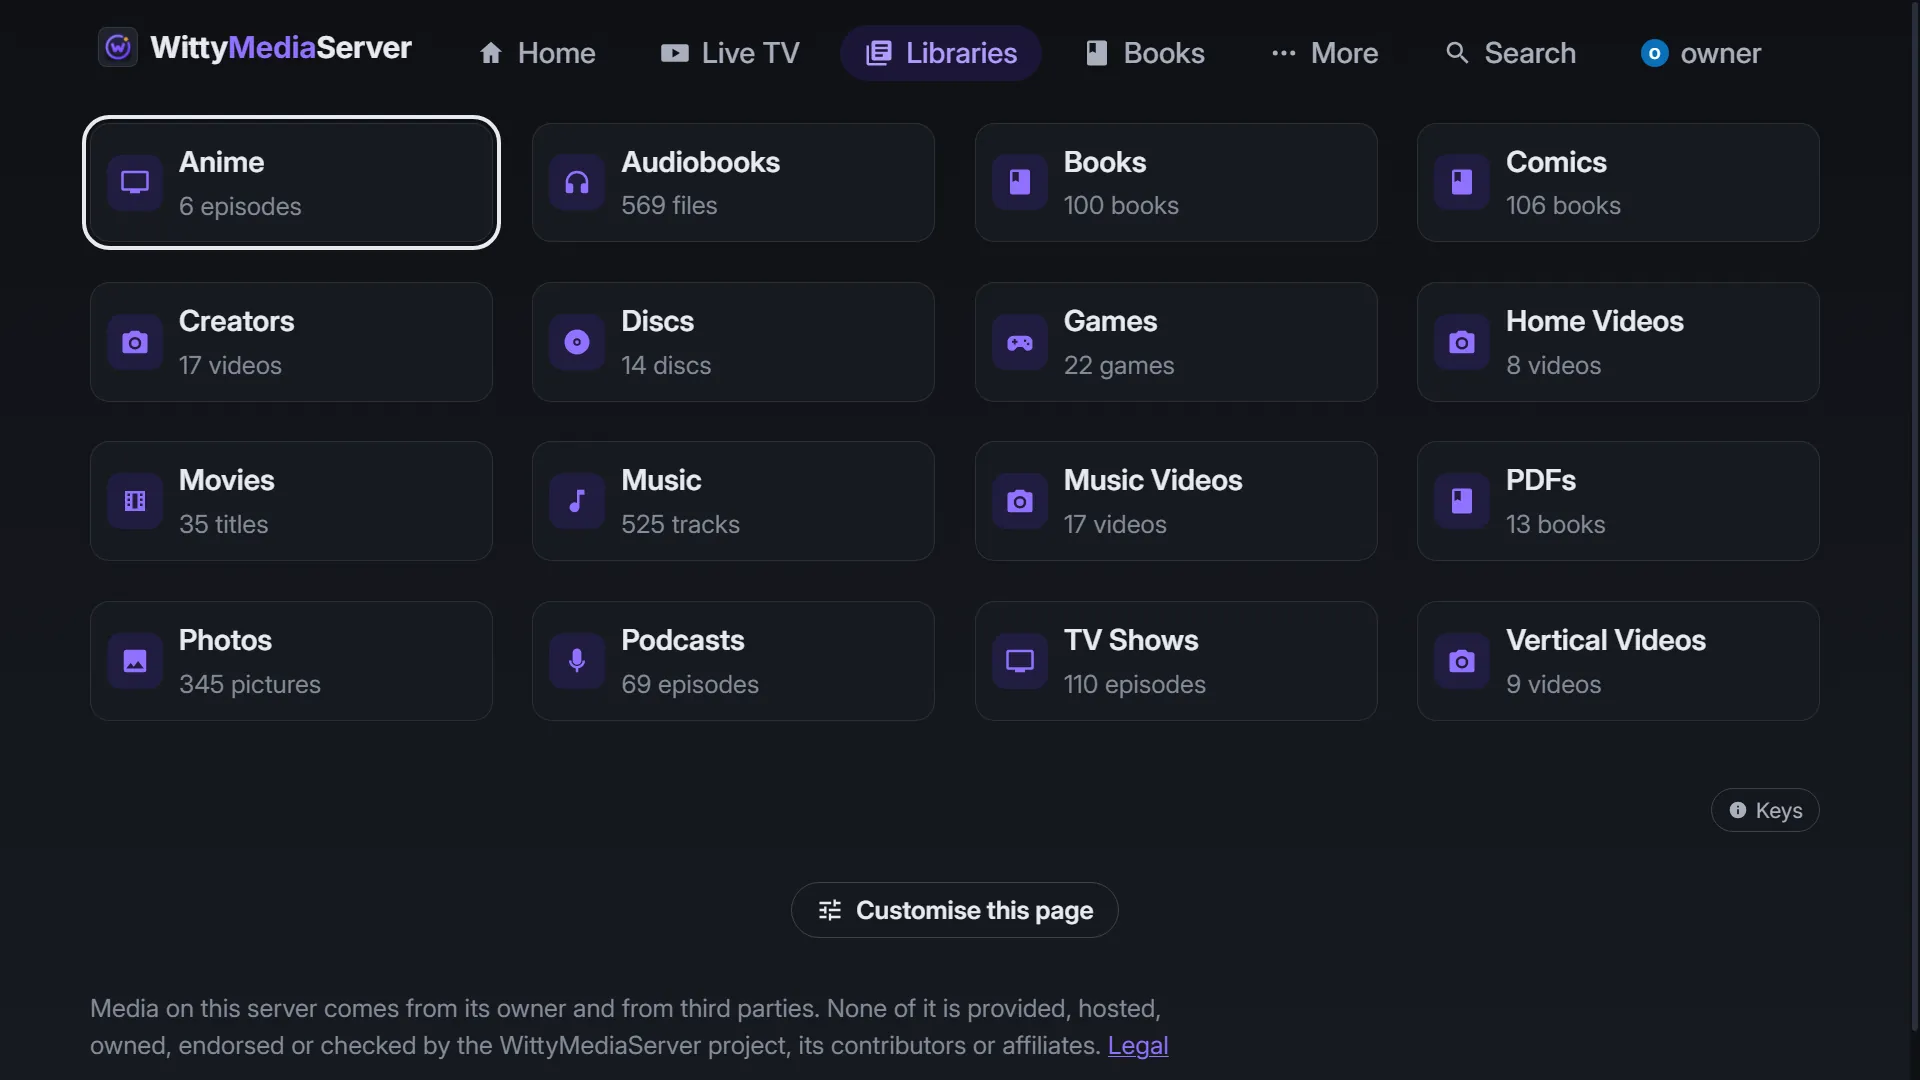 WittyMediaServer
Home
Live TV
Libraries
Books
More
Search
o
owner
Anime
6 episodes
Audiobooks
569 files
Books
100 books
Comics
106 books
Creators
17 videos
Discs
14 discs
Games
22 games
Home Videos
8 videos
Movies
35 titles
Music
525 tracks
Music Videos
17 videos
PDFs
13 books
Photos
345 pictures
Podcasts
69 episodes
TV Shows
110 episodes
Vertical Videos
9 videos
Keys
Customise this page
Media on this server comes from its owner and from third parties. None of it is provided, hosted,
owned, endorsed or checked by the WittyMediaServer project, its contributors or affiliates. Legal